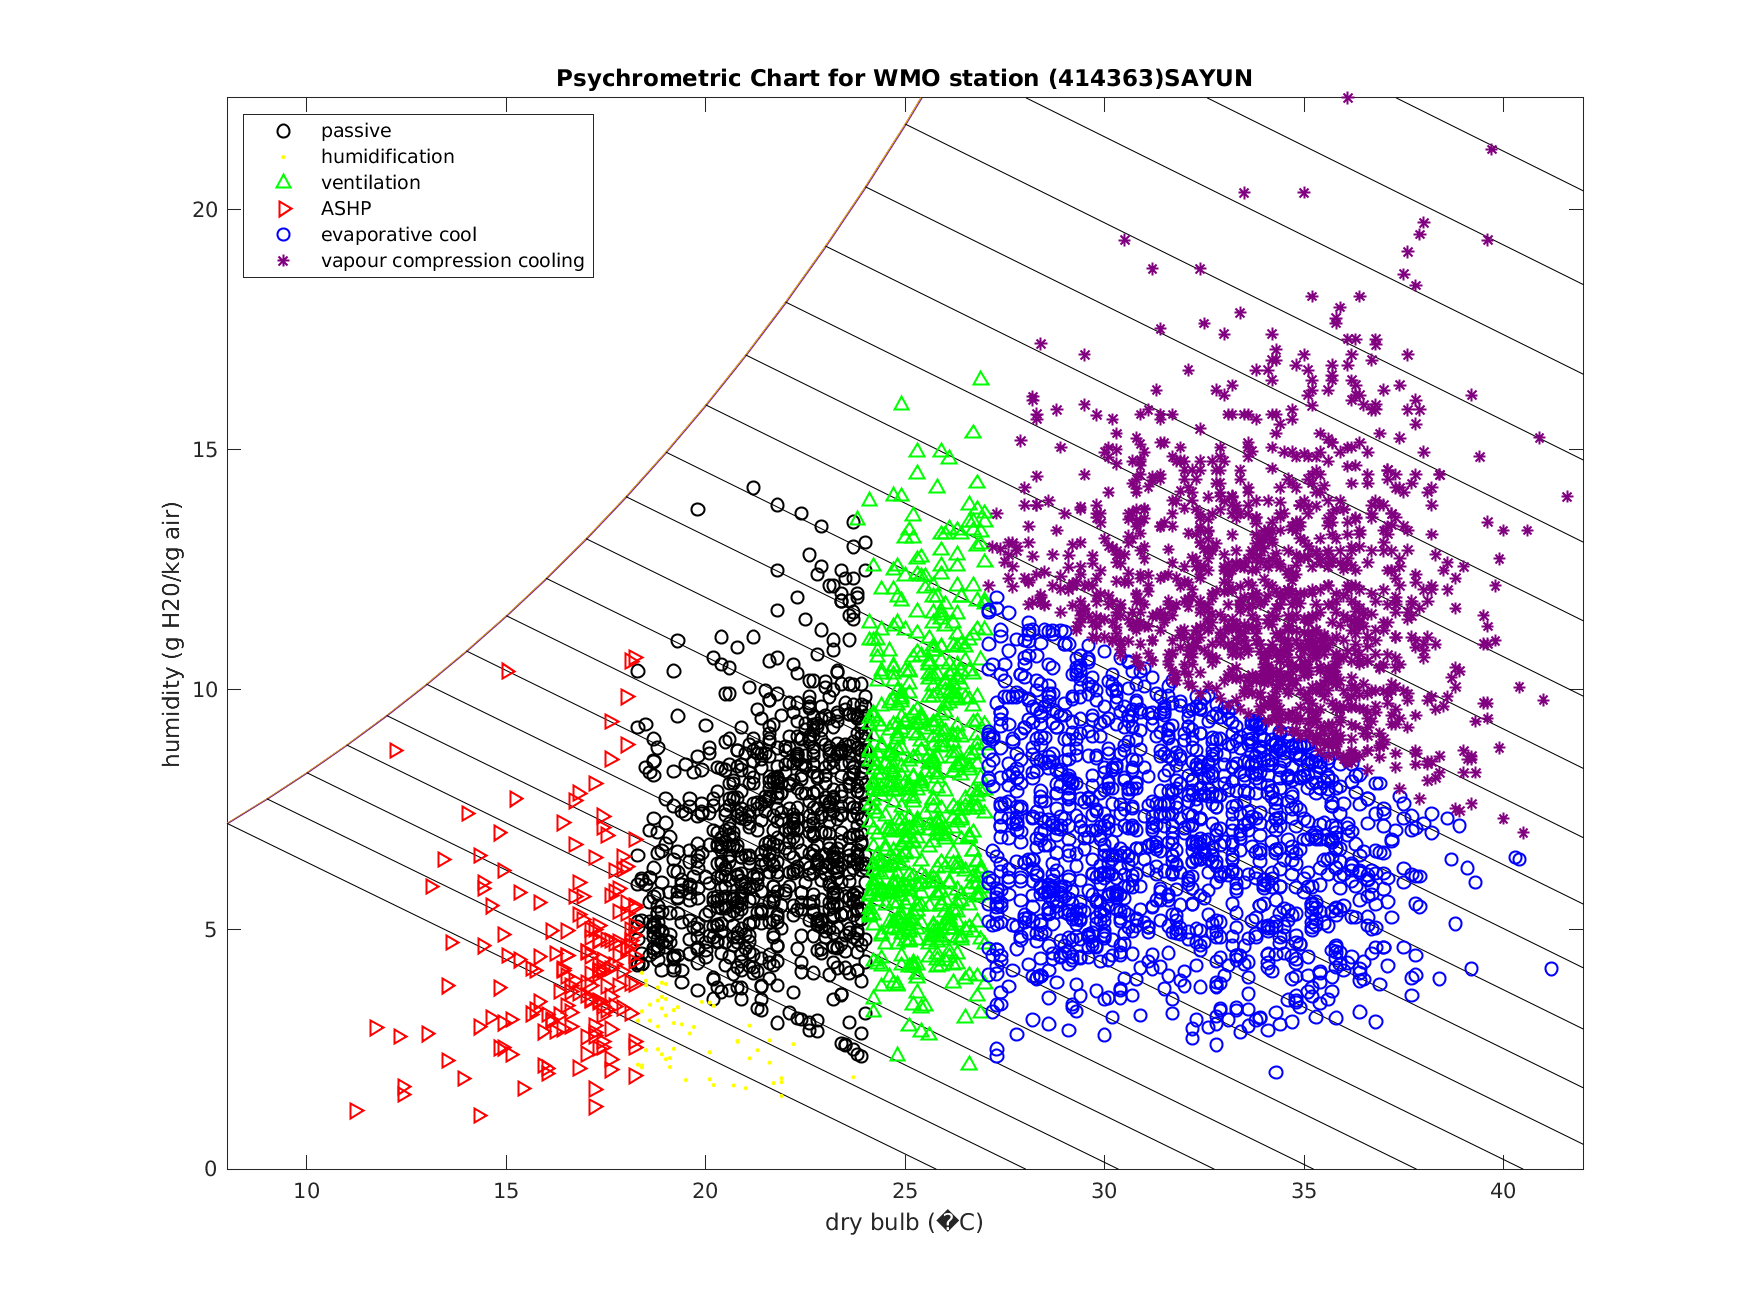 Psychrometric Chart for WMO station (414363)SAYUN
passive
humidification
ventilation
ASHP
evaporative cool
vapour compression cooling
humidity (g H20/kg air)
20
15
10
5
0
10
15
20
25
30
35
40
dry bulb (�C)